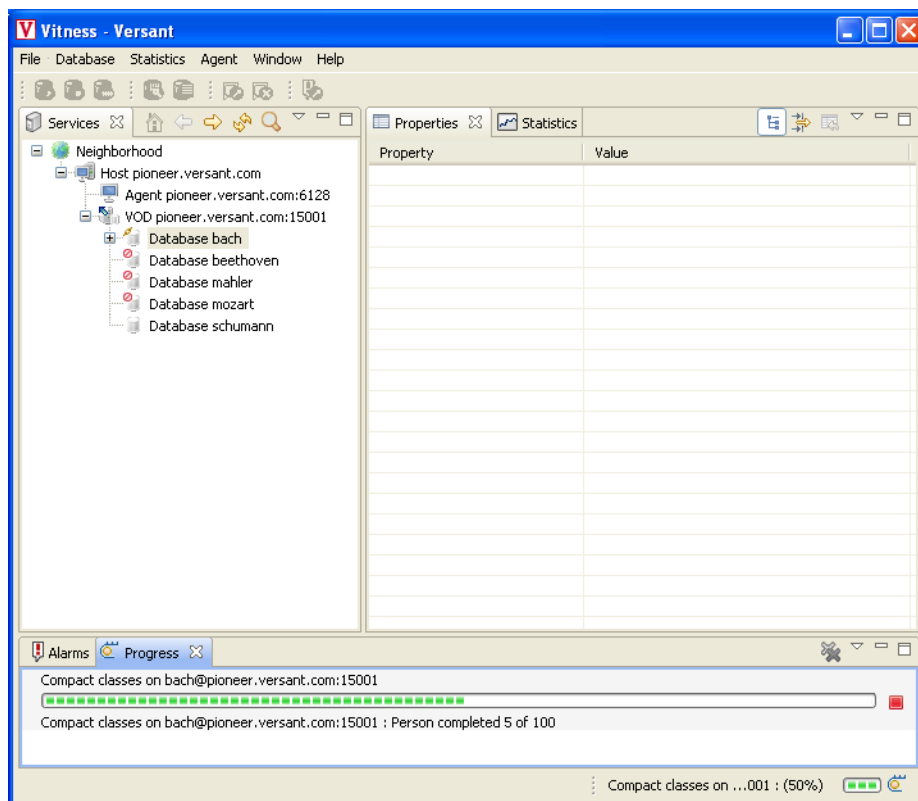 Vitness - Versant
File Database Statistics Agent Window Help
Services
Properties Statistics
Property Value
Neighborhood
Host pioneer.versant.com
Agent pioneer.versant.com:6128
VOD pioneer.versant.com:15001
Database bach
Database beethoven
Database mahler
Database mozart
Database schumann
Alarms Progress
Compact classes on bach@pioneer.versant.com:15001
Compact classes on bach@pioneer.versant.com:15001 : Person completed 5 of 100
Compact classes on ...001 : (50%)